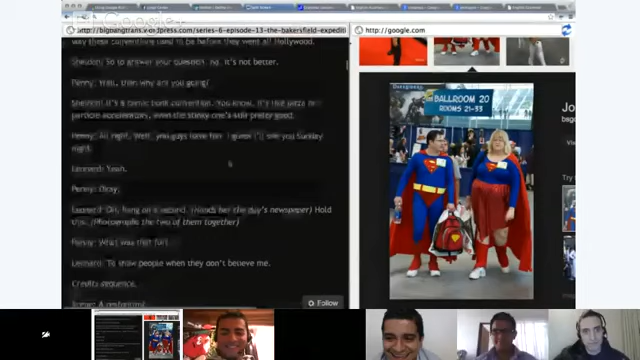 http://bigbangtrans.wordpress.com/series-6-episode-13-the-bakersfield-expediti
http://google.com
way these conventions used to be before they went all Hollywood.
Sheldon: So to answer your question, no. It's not better.
Penny: Yeah, then why are you going?
Sheldon: It's a comic book convention. You know, it's like pizza or
particle accelerators, even the
pretty good.
Penny: All right. Well, you guys have fun. I guess I'll see you Sunday
night.
Leonard: Yeah.
Penny: Okay.
Leonard: Oh, hang on a second. (Hands her the day's newspaper) Hold
this. (Photographs the two of them together)
Penny: What was that for?
Leonard: To show people when they don't believe me.
Credits sequence.
Follow
BALLROOM 20
ROOMS 21-33
Jo
bago